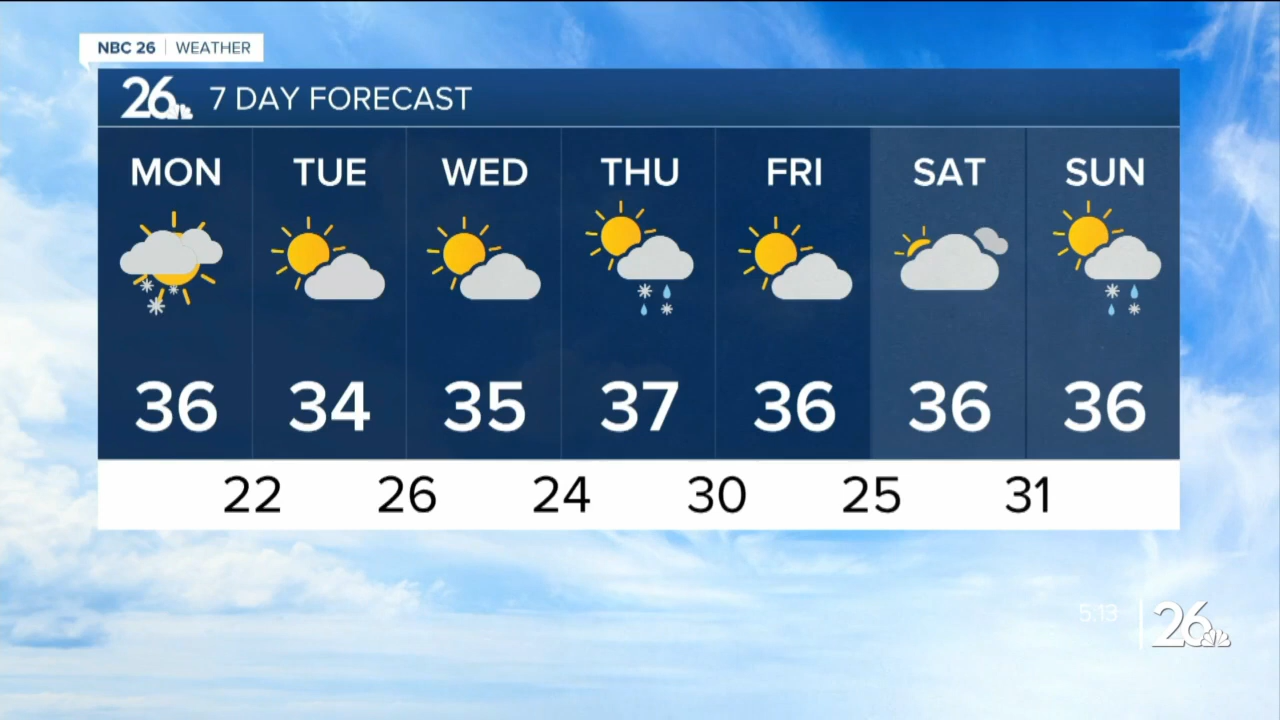 NBC 26 | WEATHER
26 7 DAY FORECAST
MON TUE WED THU FRI SAT SUN
36 34 35 37 36 36 36
22 26 24 30 25 31
5:13 26